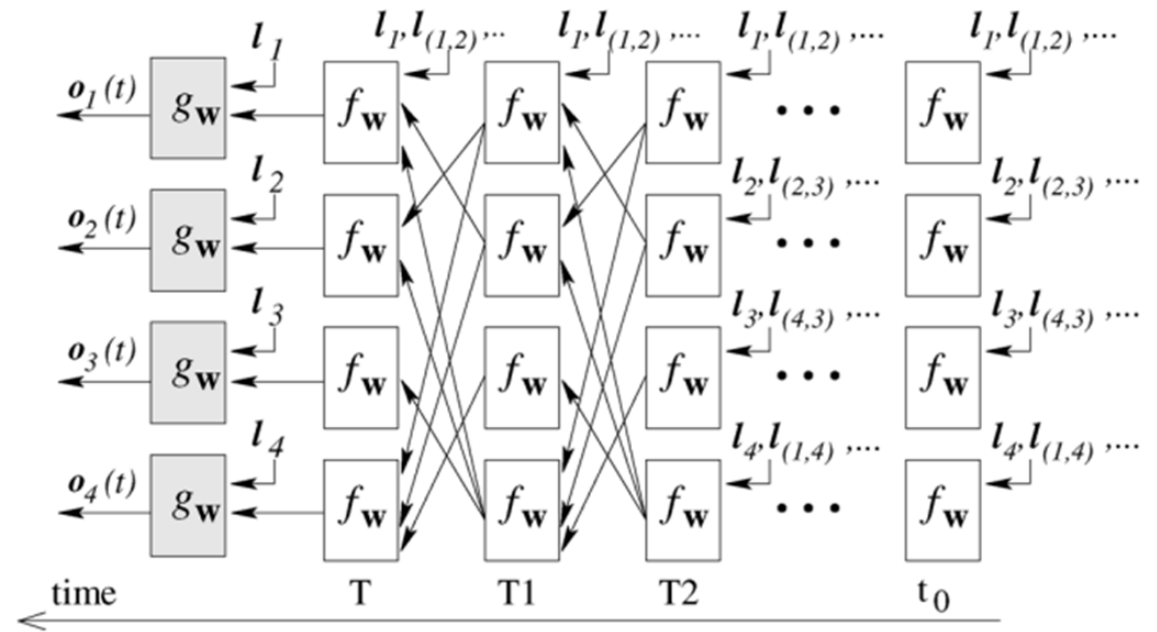 l1 l1,l(1,2),.. l1,l(1,2),... l1,l(1,2),... l1,l(1,2),...
o1(t) gw fw fw fw ... fw
l2 l2,l(2,3),... l2,l(2,3),...
o2(t) gw fw fw fw ... fw
l3 l3,l(4,3),... l3,l(4,3),...
o3(t) gw fw fw fw ... fw
l4 l4,l(1,4),... l4,l(1,4),...
o4(t) gw fw fw fw ... fw
time T T1 T2 t0